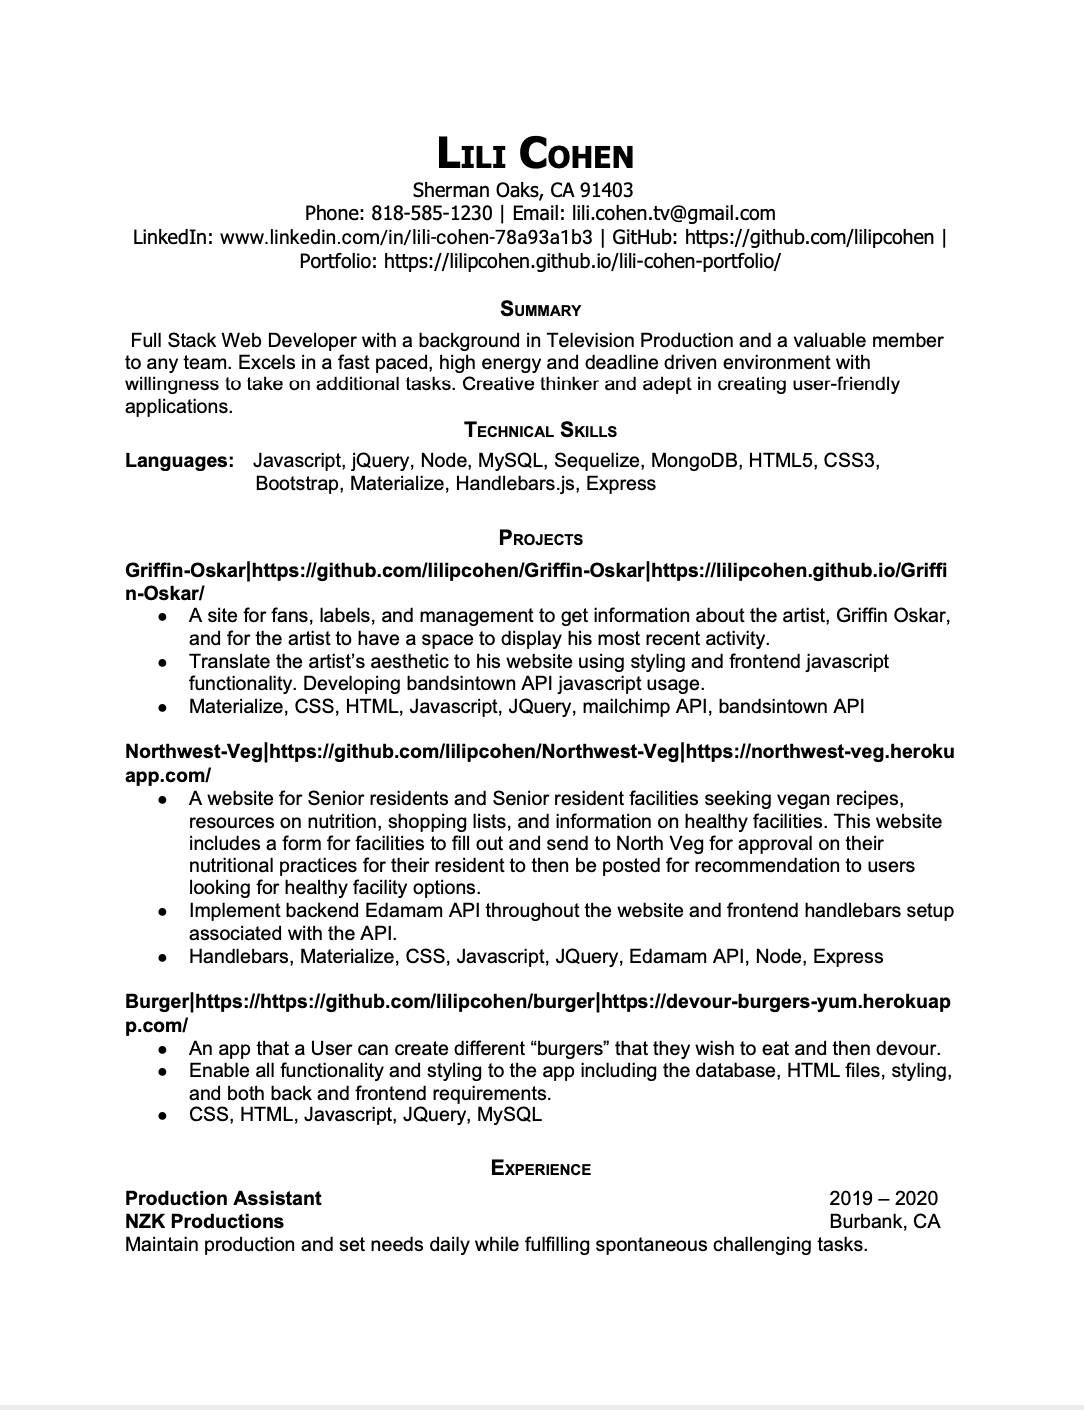 LILI COHEN
Sherman Oaks, CA 91403
Phone: 818-585-1230 | Email: lili.cohen.tv@gmail.com
LinkedIn: www.linkedin.com/in/lili-cohen-78a93a1b3 | GitHub: https://github.com/lilipcohen |
Portfolio: https://lilipcohen.github.io/lili-cohen-portfolio/
SUMMARY
Full Stack Web Developer with a background in Television Production and a valuable member
to any team. Excels in a fast paced, high energy and deadline driven environment with
willingness to take on additional tasks. Creative thinker and adept in creating user-friendly
applications.
TECHNICAL SKILLS
Languages: Javascript, jQuery, Node, MySQL, Sequelize, MongoDB, HTML5, CSS3,
Bootstrap, Materialize, Handlebars.js, Express
PROJECTS
Griffin-Oskar|https://github.com/lilipcohen/Griffin-Oskar|https://lilipcohen.github.io/Griffi
n-Oskar/
● A site for fans, labels, and management to get information about the artist, Griffin Oskar,
and for the artist to have a space to display his most recent activity.
● Translate the artist’s aesthetic to his website using styling and frontend javascript
functionality. Developing bandsintown API javascript usage.
● Materialize, CSS, HTML, Javascript, JQuery, mailchimp API, bandsintown API
Northwest-Veg|https://github.com/lilipcohen/Northwest-Veg|https://northwest-veg.heroku
app.com/
● A website for Senior residents and Senior resident facilities seeking vegan recipes,
resources on nutrition, shopping lists, and information on healthy facilities. This website
includes a form for facilities to fill out and send to North Veg for approval on their
nutritional practices for their resident to then be posted for recommendation to users
looking for healthy facility options.
● Implement backend Edamam API throughout the website and frontend handlebars setup
associated with the API.
● Handlebars, Materialize, CSS, Javascript, JQuery, Edamam API, Node, Express
Burger|https://https://github.com/lilipcohen/burger|https://devour-burgers-yum.herokuap
p.com/
● An app that a User can create different “burgers” that they wish to eat and then devour.
● Enable all functionality and styling to the app including the database, HTML files, styling,
and both back and frontend requirements.
● CSS, HTML, Javascript, JQuery, MySQL
EXPERIENCE
Production Assistant 2019 – 2020
NZK Productions Burbank, CA
Maintain production and set needs daily while fulfilling spontaneous challenging tasks.